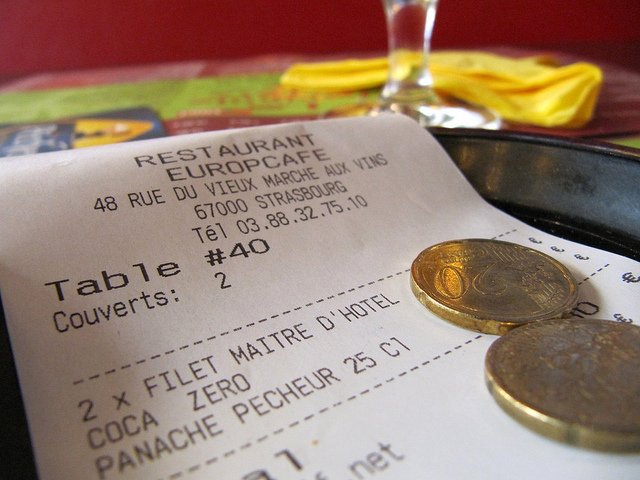 RESTAURANT
EUROPCAFE
48 RUE DU VIEUX MARCHE AUX VINS
67000 STRASBOURG
Tél 03.88.32.75.10
Table #40
Couverts: 2
2 x FILET MAITRE D'HOTEL
COCA ZERO
PANACHE PECHEUR 25 Cl
net